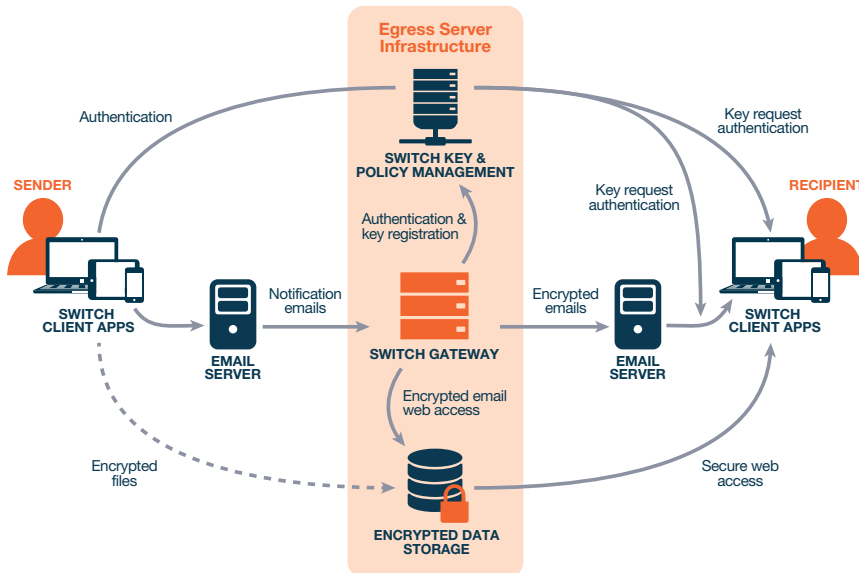 Egress Server
Infrastructure
Authentication
Key request
authentication
SWITCH KEY &
POLICY MANAGEMENT
SENDER
RECIPIENT
Key request
authentication
Authentication &
key registration
SWITCH
CLIENT APPS
Notification
emails
Encrypted
emails
SWITCH
CLIENT APPS
EMAIL
SERVER
SWITCH GATEWAY
EMAIL
SERVER
Encrypted email
web access
Encrypted
files
Secure web
access
ENCRYPTED DATA
STORAGE